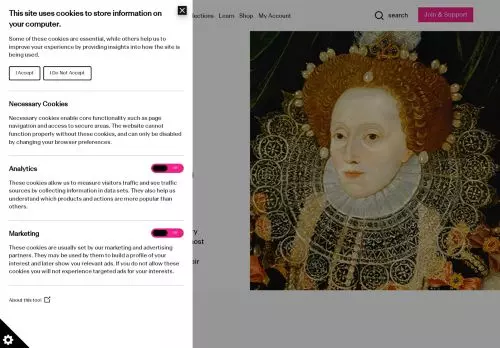 This site uses cookies to store information on
your computer.
Some of these cookies are essential, while others help us to
improve your experience by providing insights into how the site is
being used.
I Accept
I Do Not Accept
Necessary Cookies
Necessary cookies enable core functionality such as page
navigation and access to secure areas. The website cannot
function properly without these cookies, and can only be disabled
by changing your browser preferences.
Analytics
These cookies allow us to measure visitors traffic and see traffic
sources by collecting information in data sets. They also help us
understand which products and actions are more popular than
others.
Marketing
These cookies are usually set by our marketing and advertising
partners. They may be used by them to build a profile of your
interest and later show you relevant ads. If you do not allow these
cookies you will not experience targeted ads for your interests.
About this tool
Learn Shop My Account
search
Join & Support